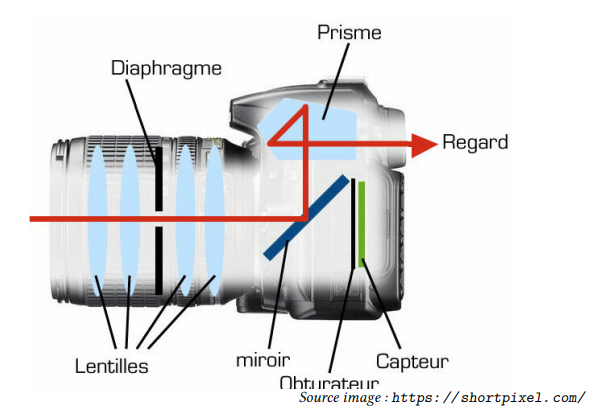 Prisme
Diaphragme
Regard
Lentilles
miroir
Capteur
Obturateur
Source image : https://shortpixel.com/